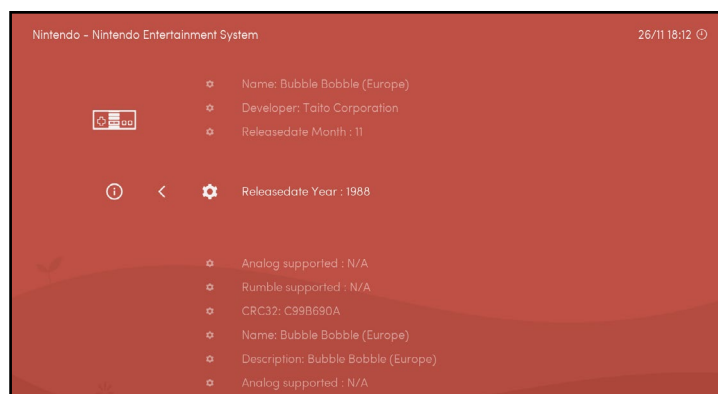 Nintendo - Nintendo Entertainment System
26/11 18:12
Name: Bubble Bobble (Europe)
Developer: Taito Corporation
Releasedate Month : 11
Releasedate Year : 1988
Analog supported : N/A
Rumble supported : N/A
CRC32: C99B690A
Name: Bubble Bobble (Europe)
Description: Bubble Bobble (Europe)
Analog supported : N/A